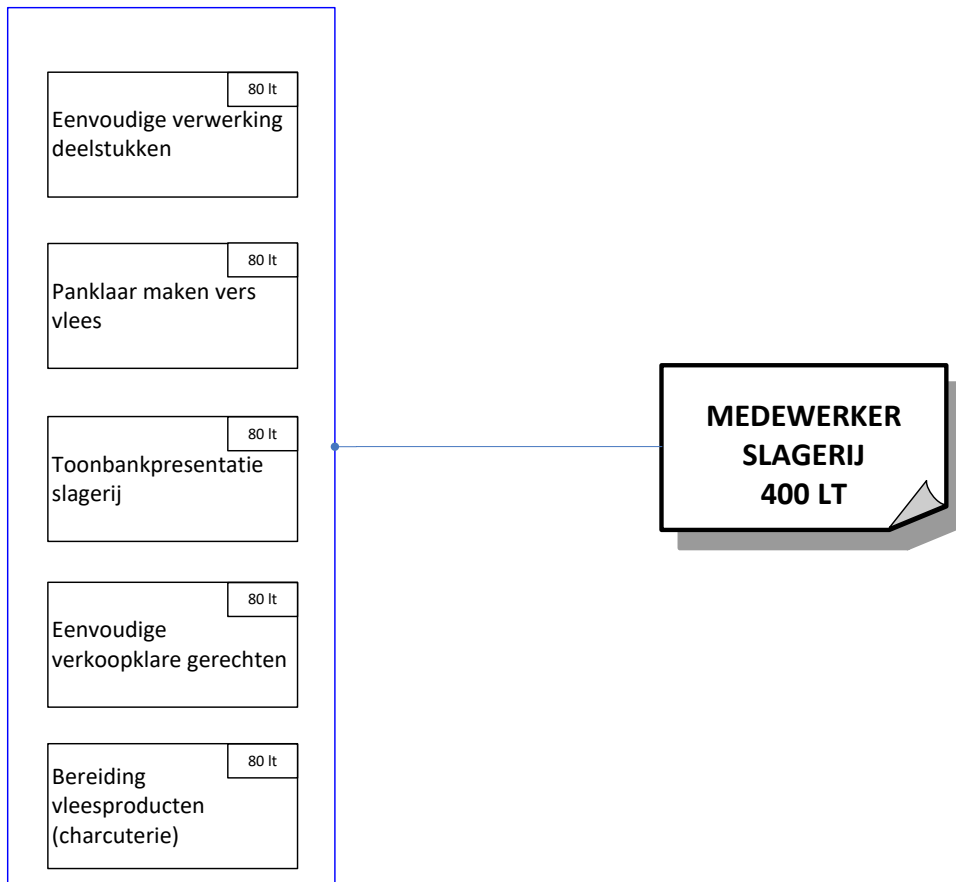 80 lt
Eenvoudige verwerking
deelstukken
80 lt
Panklaar maken vers
vlees
80 lt
Toonbankpresentatie
slagerij
80 lt
Eenvoudige
verkoopklare gerechten
80 lt
Bereiding
vleesproducten
(charcuterie)
MEDEWERKER
SLAGERIJ
400 LT